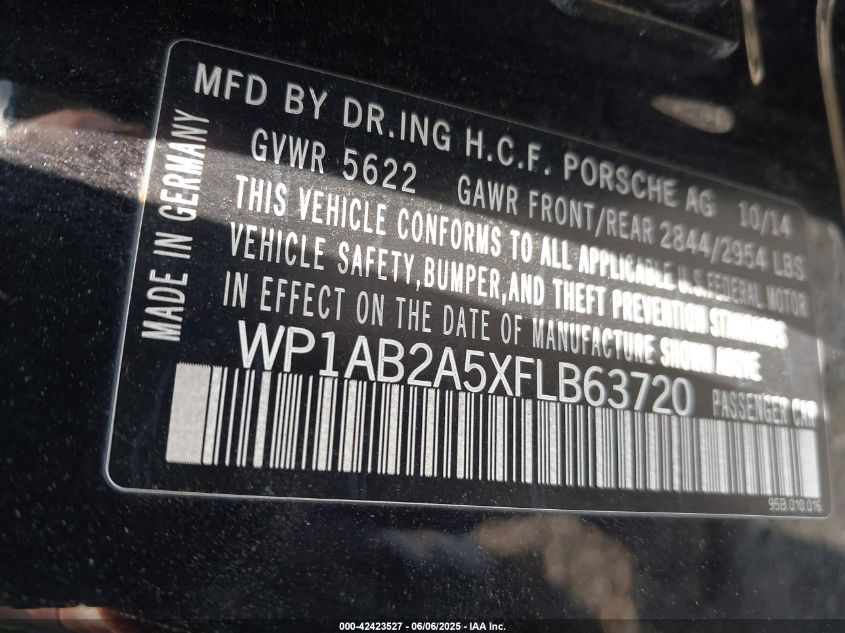 MFD BY DR.ING H.C.F. PORSCHE AG 10/14
GVWR 5622 GAWR FRONT/REAR 2844/2954 LBS
THIS VEHICLE CONFORMS TO ALL APPLICABLE U.S.FEDERAL MOTOR
VEHICLE SAFETY,BUMPER,AND THEFT PREVENTION STANDARDS
IN EFFECT ON THE DATE OF MANUFACTURE SHOWN ABOVE
WP1AB2A5XFLB63720 PASSENGER CAR
MADE IN GERMANY
95B.010.016
000-42423527 - 06/06/2025 - IAA Inc.